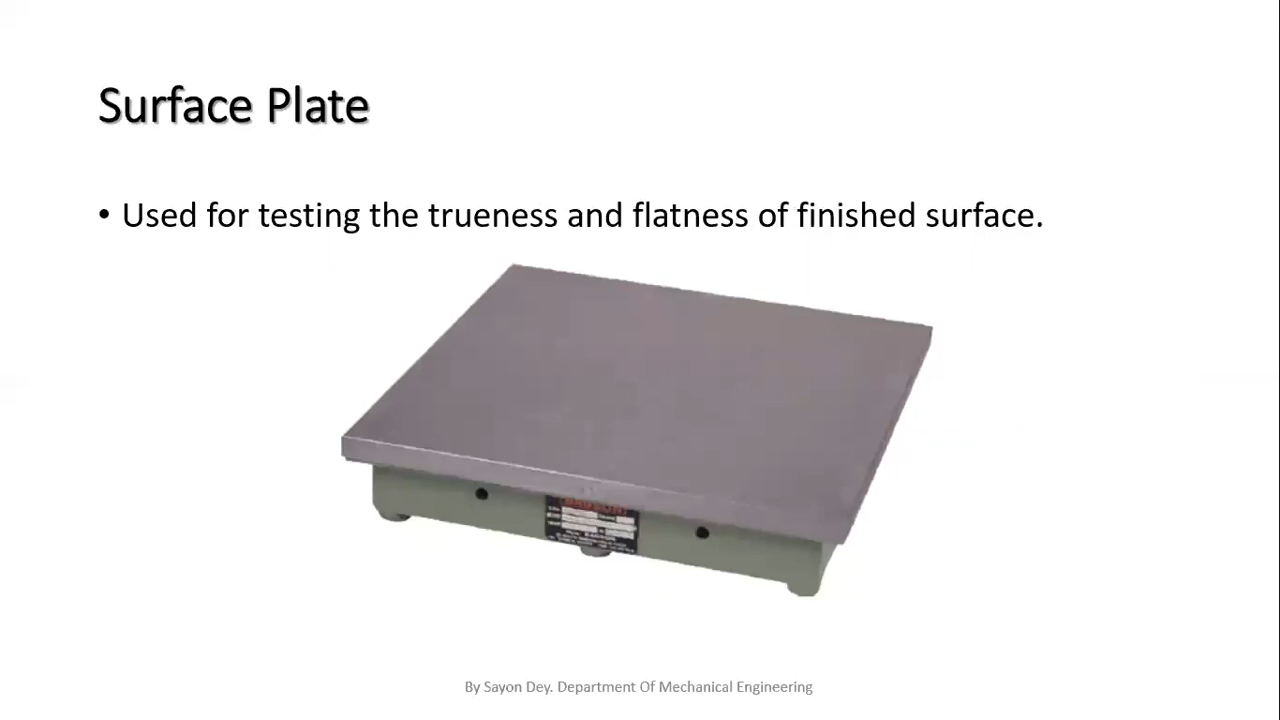 Surface Plate
• Used for testing the trueness and flatness of finished surface.
By Sayon Dey. Department Of Mechanical Engineering